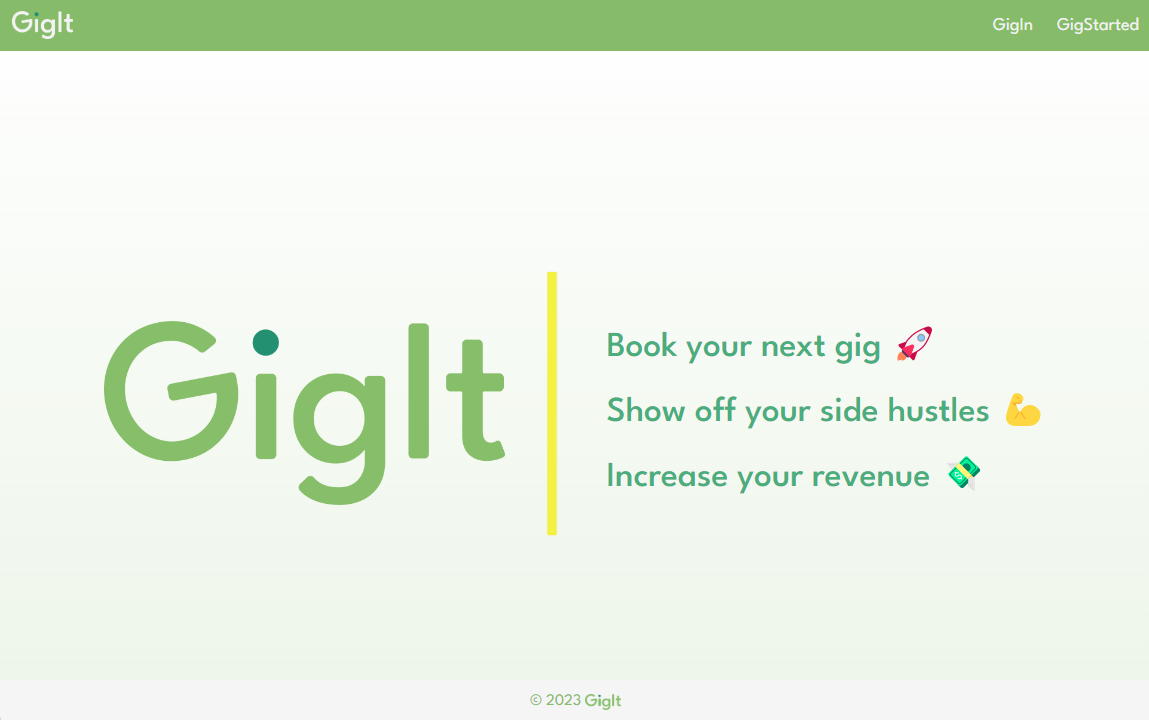 GigIt
GigIn GigStarted
GigIt
Book your next gig 🚀
Show off your side hustles 💪
Increase your revenue 💸
© 2023 GigIt